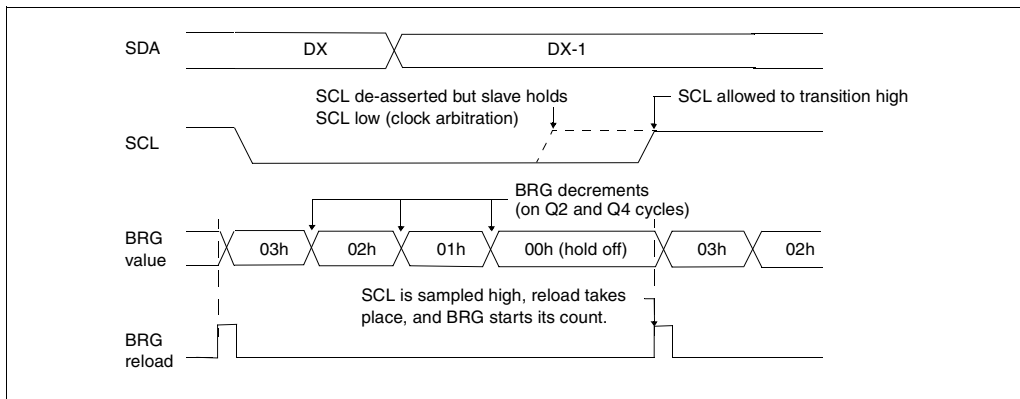 SDA
DX
DX-1
SCL de-asserted but slave holds
SCL low (clock arbitration)
SCL allowed to transition high
SCL
BRG decrements
(on Q2 and Q4 cycles)
BRG
value
03h
02h
01h
00h (hold off)
03h
02h
SCL is sampled high, reload takes
place, and BRG starts its count.
BRG
reload